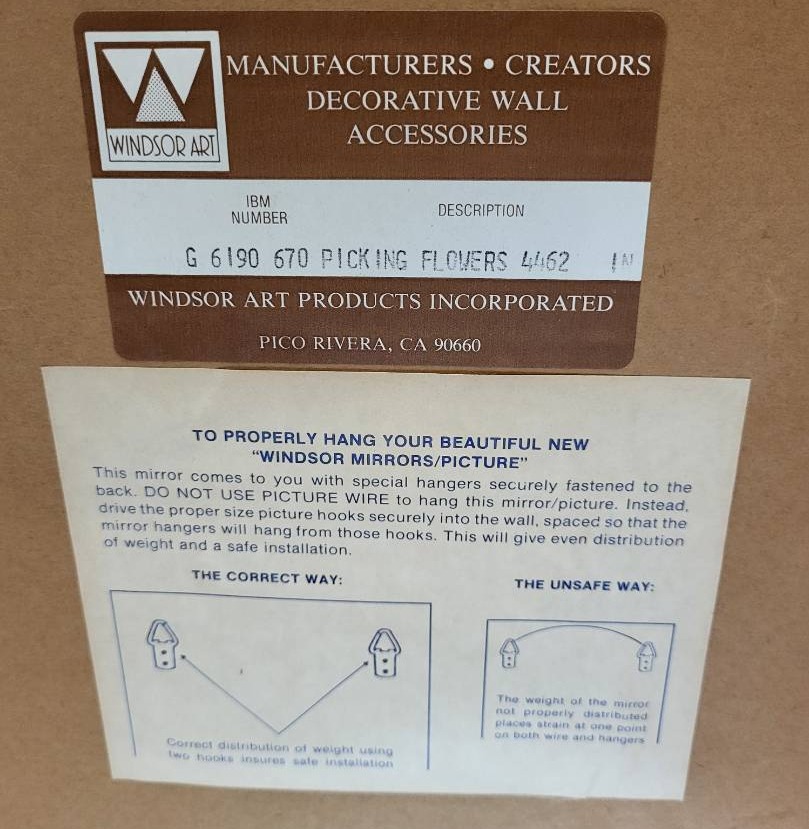 WINDSOR ART
MANUFACTURERS • CREATORS
DECORATIVE WALL
ACCESSORIES
IBM
NUMBER
DESCRIPTION
G 6190 670 PICKING FLOWERS 4462 IN
WINDSOR ART PRODUCTS INCORPORATED
PICO RIVERA, CA 90660
TO PROPERLY HANG YOUR BEAUTIFUL NEW
"WINDSOR MIRRORS/PICTURE"
This mirror comes to you with special hangers securely fastened to the
back. DO NOT USE PICTURE WIRE to hang this mirror/picture. Instead,
drive the proper size picture hooks securely into the wall, spaced so that the
mirror hangers will hang from those hooks. This will give even distribution
of weight and a safe installation.
THE CORRECT WAY:
Correct distribution of weight using
two hooks insures safe installation
THE UNSAFE WAY:
The weight of the mirror
not properly distributed
places strain at one point
on both wire and hangers